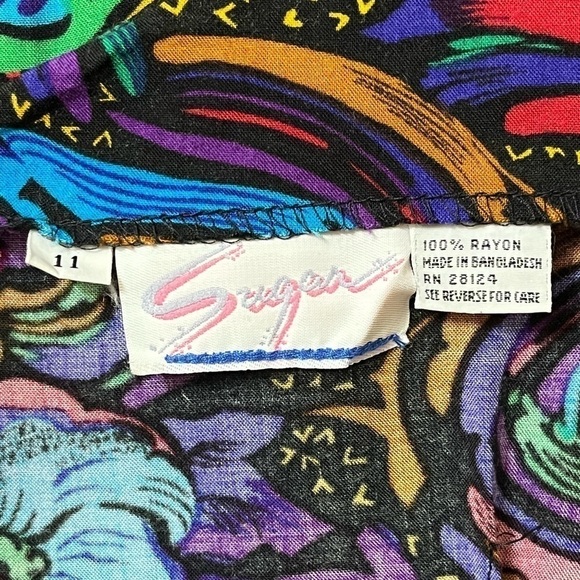 11
Sugar
100% RAYON
MADE IN BANGLADESH
RN 28124
SEE REVERSE FOR CARE